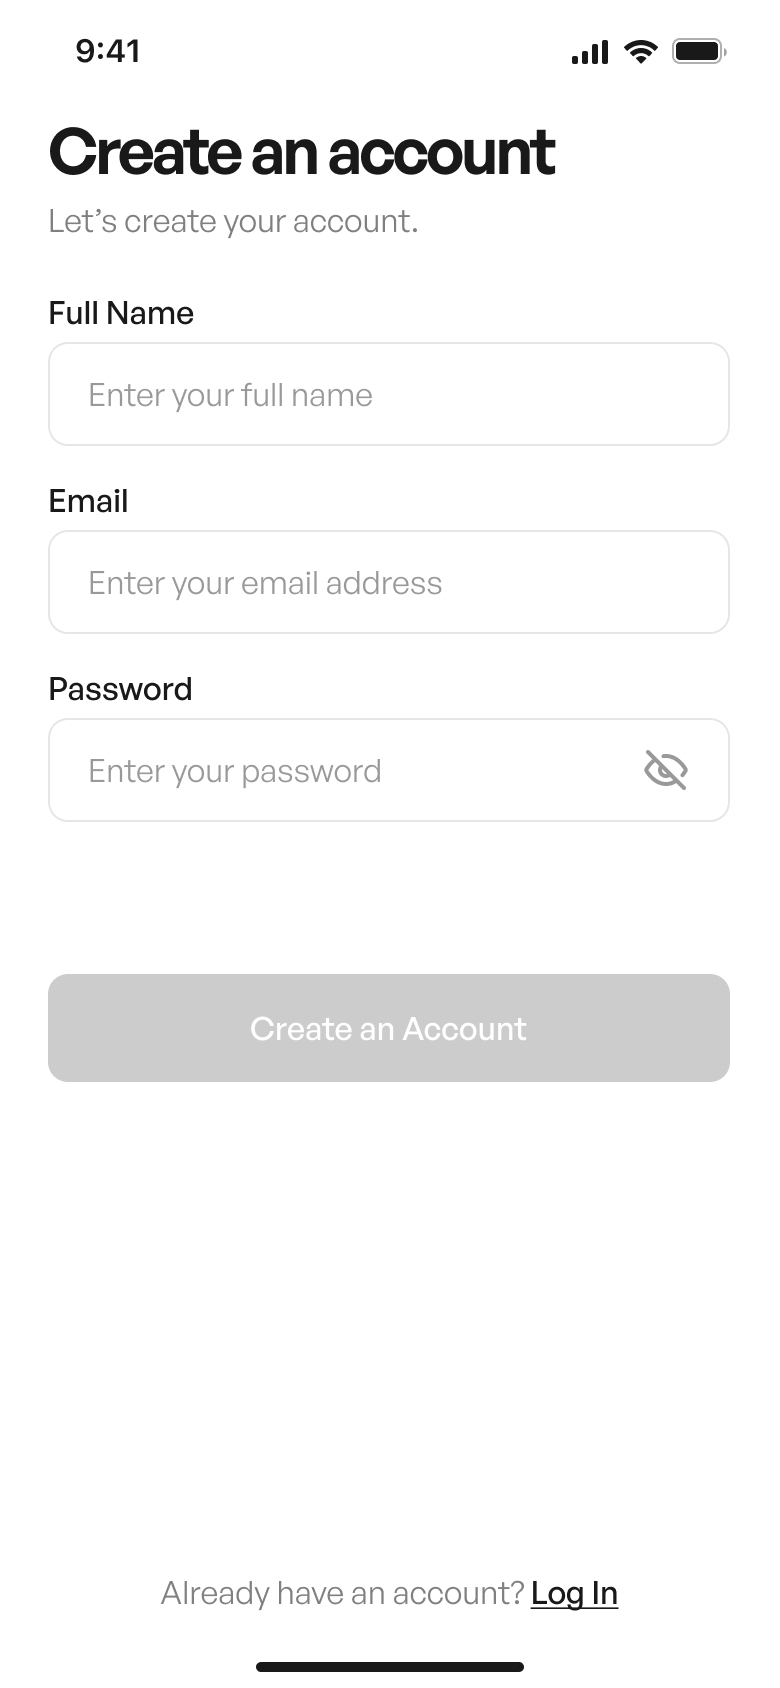 9:41
Create an account
Let’s create your account.
Full Name
Enter your full name
Email
Enter your email address
Password
Enter your password
Create an Account
Already have an account? Log In